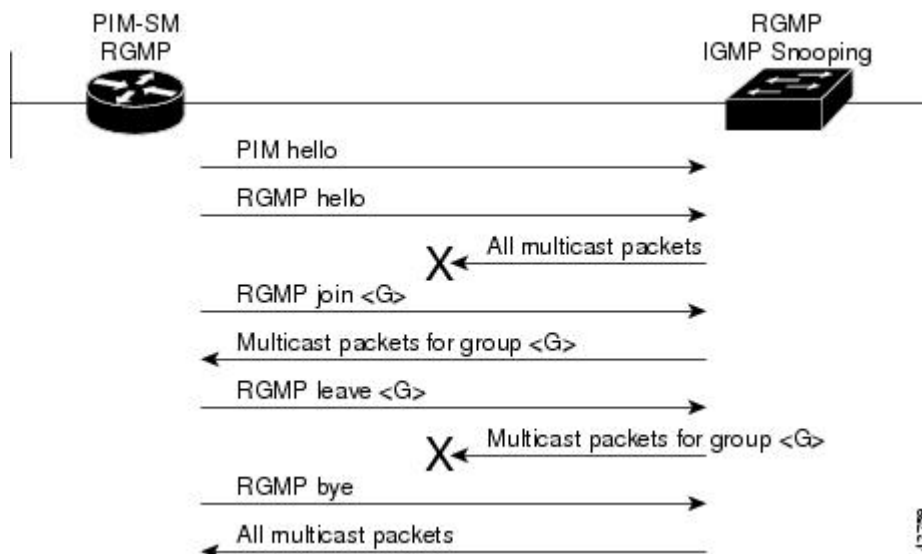 PIM-SM
RGMP
RGMP
IGMP Snooping
PIM hello
RGMP hello
All multicast packets
X
RGMP join <G>
Multicast packets for group <G>
RGMP leave <G>
Multicast packets for group <G>
X
RGMP bye
All multicast packets